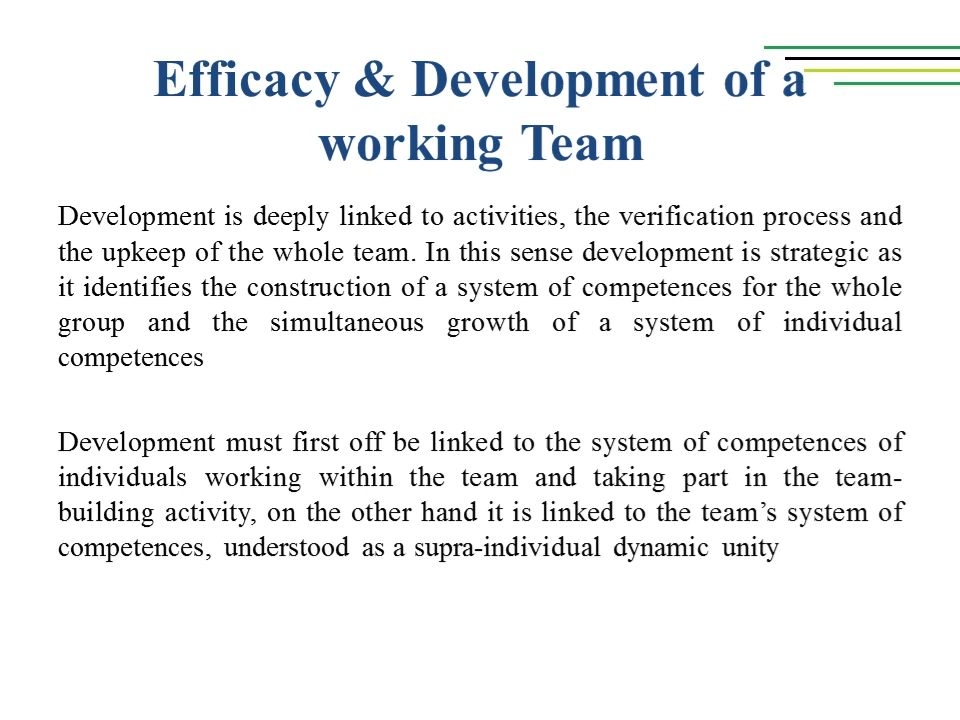 Efficacy & Development of a
working Team
Development is deeply linked to activities, the verification process and
the upkeep of the whole team. In this sense development is strategic as
it identifies the construction of a system of competences for the whole
group and the simultaneous growth of a system of individual
competences
Development must first off be linked to the system of competences of
individuals working within the team and taking part in the team-
building activity, on the other hand it is linked to the team’s system of
competences, understood as a supra-individual dynamic unity